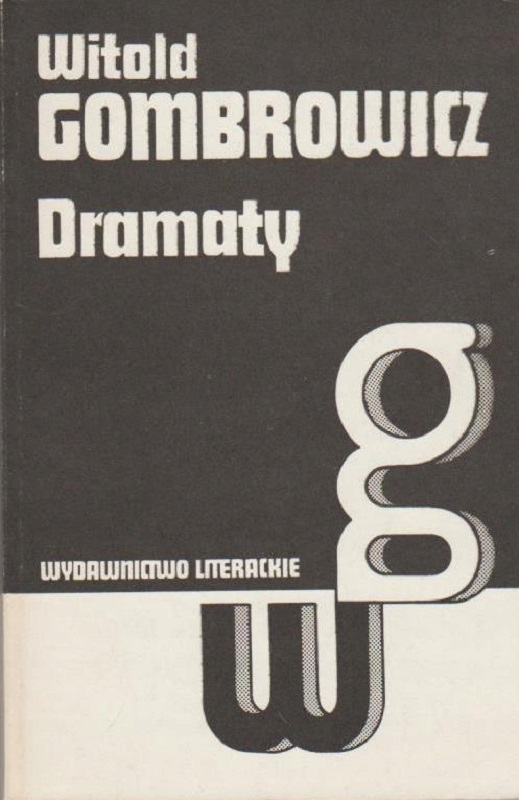 Witold
GOMBROWICZ
Dramaty
g
WYDAWNICTWO LITERACKIE
w